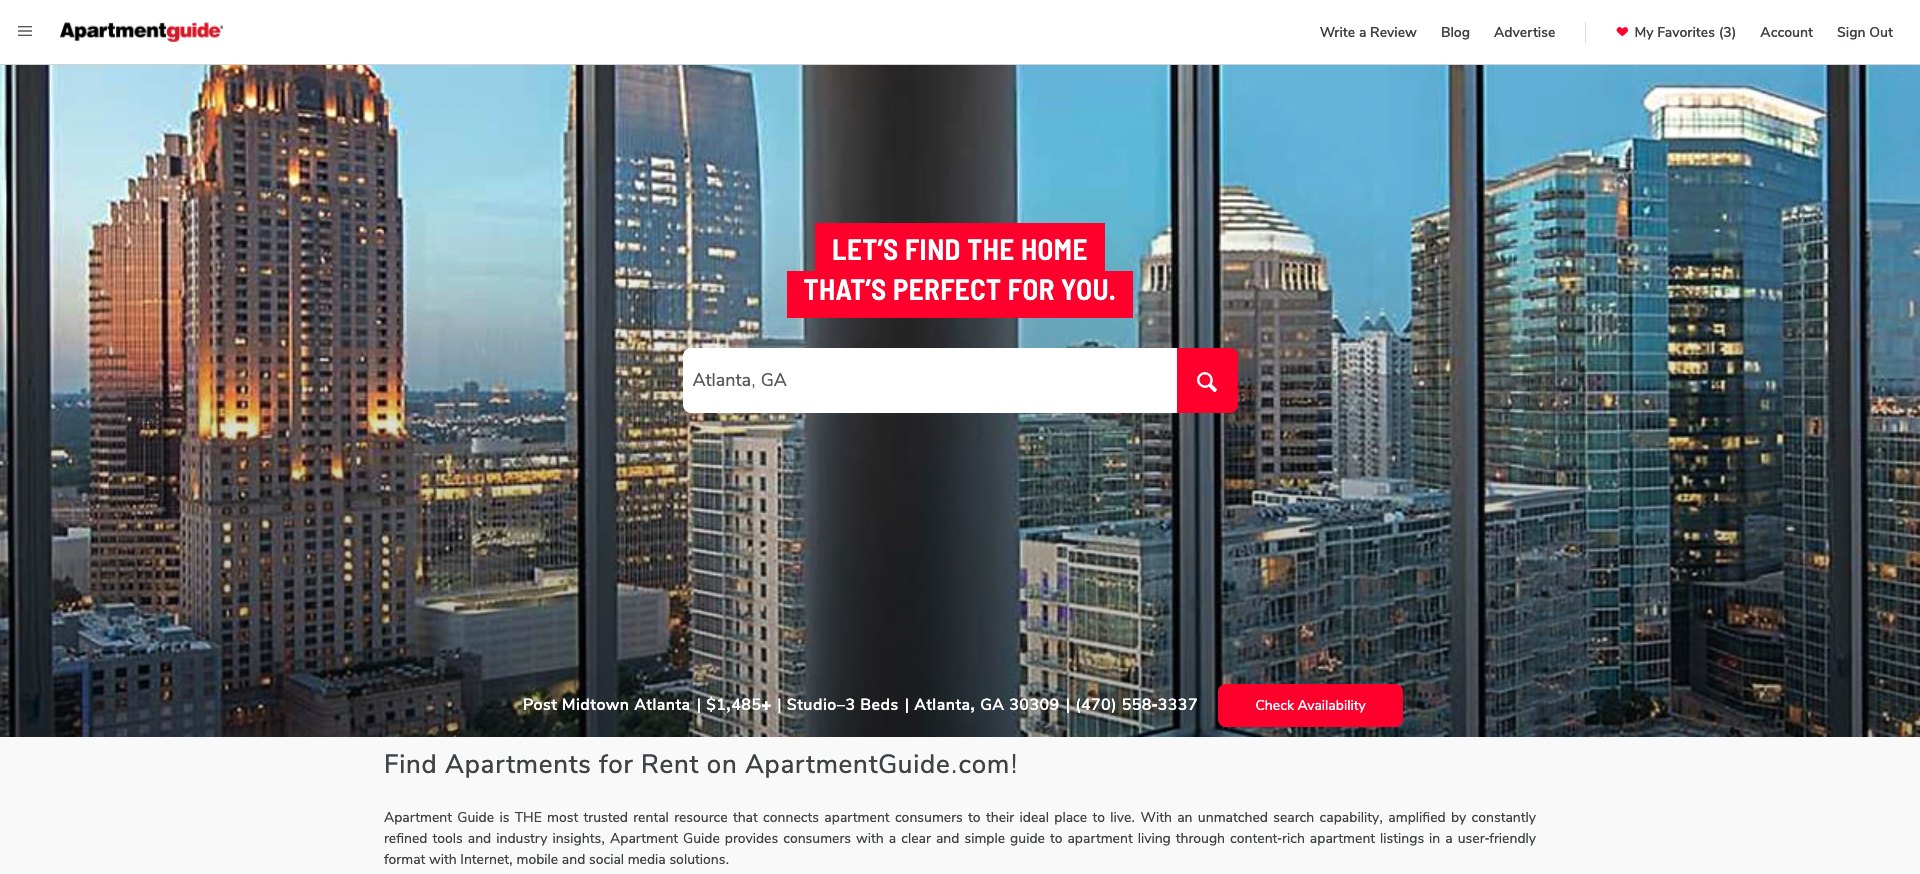 Apartmentguide
Write a Review
Blog
Advertise
My Favorites (3)
Account
Sign Out
LET'S FIND THE HOME
THAT'S PERFECT FOR YOU.
Atlanta, GA
Post Midtown Atlanta | $1,485+ | Studio–3 Beds | Atlanta, GA 30309 | (470) 558-3337
Check Availability
Find Apartments for Rent on ApartmentGuide.com!
Apartment Guide is THE most trusted rental resource that connects apartment consumers to their ideal place to live. With an unmatched search capability, amplified by constantly
refined tools and industry insights, Apartment Guide provides consumers with a clear and simple guide to apartment living through content-rich apartment listings in a user-friendly
format with Internet, mobile and social media solutions.